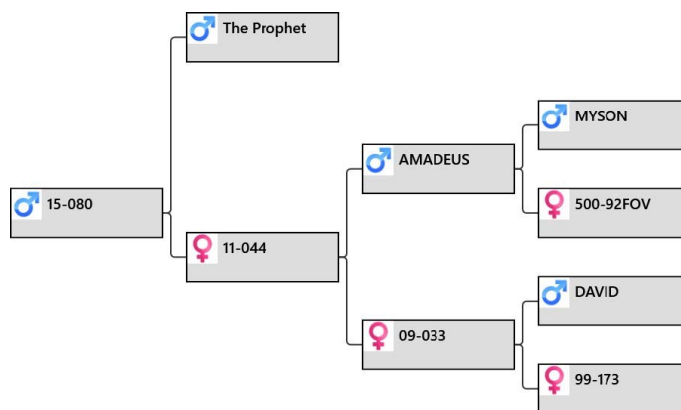 The Prophet
MYSON
AMADEUS
500-92FOV
15-080
11-044
DAVID
09-033
99-173